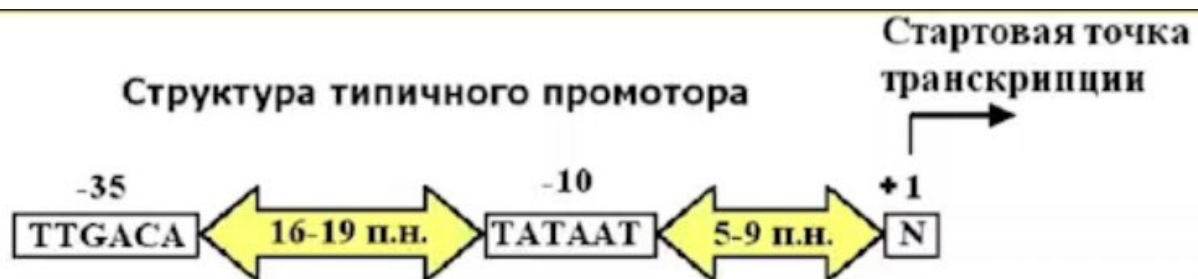 Стартовая точка
транскрипции
Структура типичного промотора
-35
-10
+1
TTGACA
16-19 п.н.
TATAAT
5-9 п.н.
N